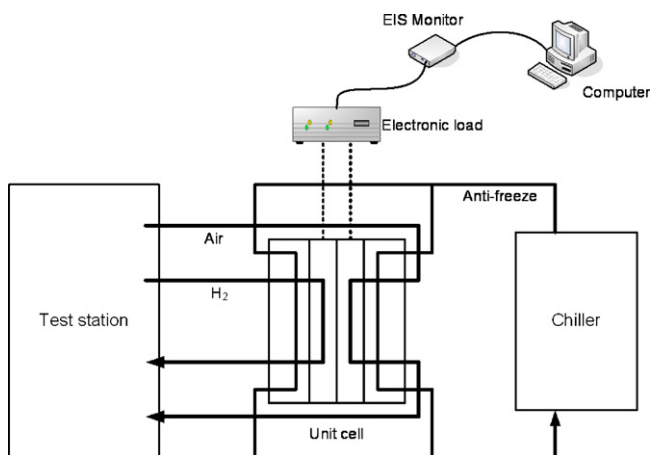 EIS Monitor
Computer
Electronic load
Anti-freeze
Air
H₂
Test station
Chiller
Unit cell